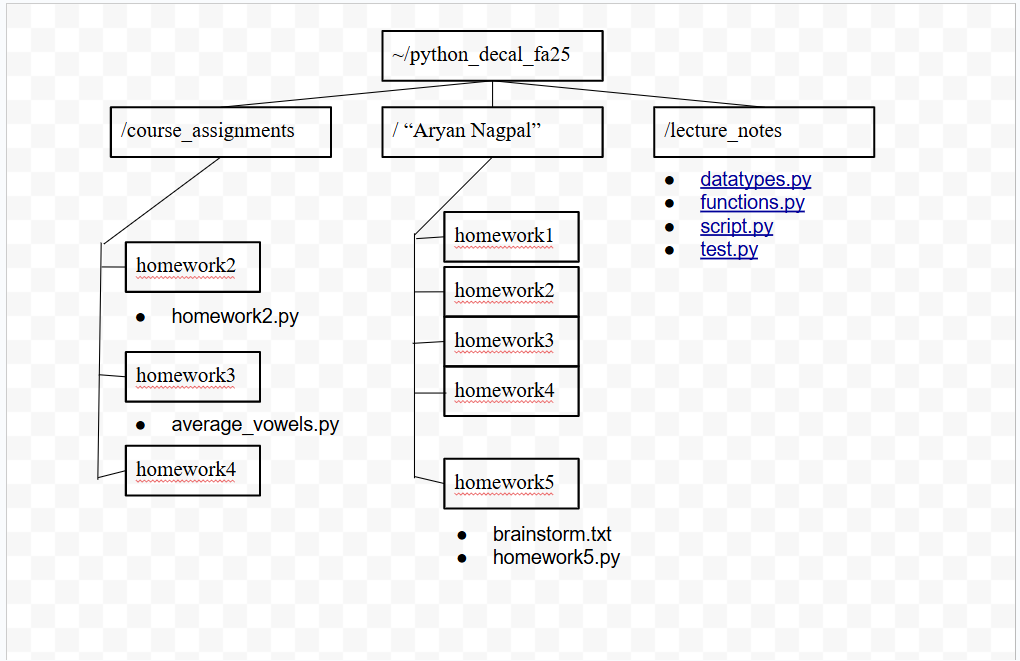 ~/python_decal_fa25
/course_assignments
/ “Aryan Nagpal”
/lecture_notes
homework2
● homework2.py
homework3
● average_vowels.py
homework4
homework1
homework2
homework3
homework4
homework5
● brainstorm.txt
● homework5.py
● datatypes.py
● functions.py
● script.py
● test.py